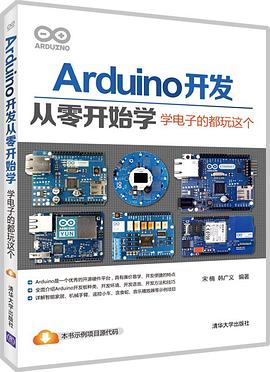 ARDUINO
Arduino开发
从零开始学
学电子的都玩这个
宋楠 韩广义 编著
Arduino是一个优秀的开源硬件平台，具有廉价易学、开发便捷的特点
全面介绍Arduino开发板种类、开发环境、开发语言、开发方法和技巧
详解智能家居、机械手臂、遥控小车、贪食蛇、音乐播放器等示例项目
本书示例项目源代码
清华大学出版社
ARDUINO
Arduino开发从零开始学
学电子的都玩这个
清华大学出版社